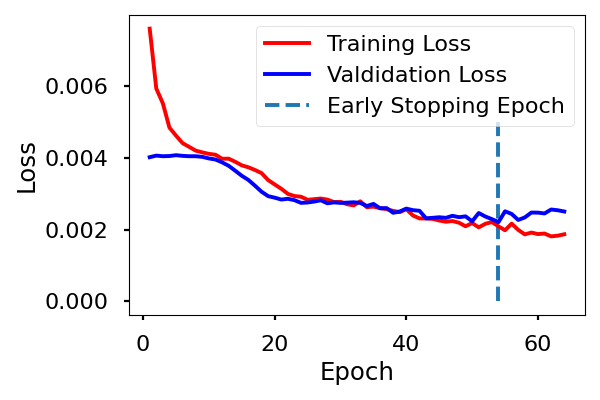 Training Loss
Valdidation Loss
Early Stopping Epoch
0.006
0.004
0.002
0.000
Loss
0
20
40
60
Epoch